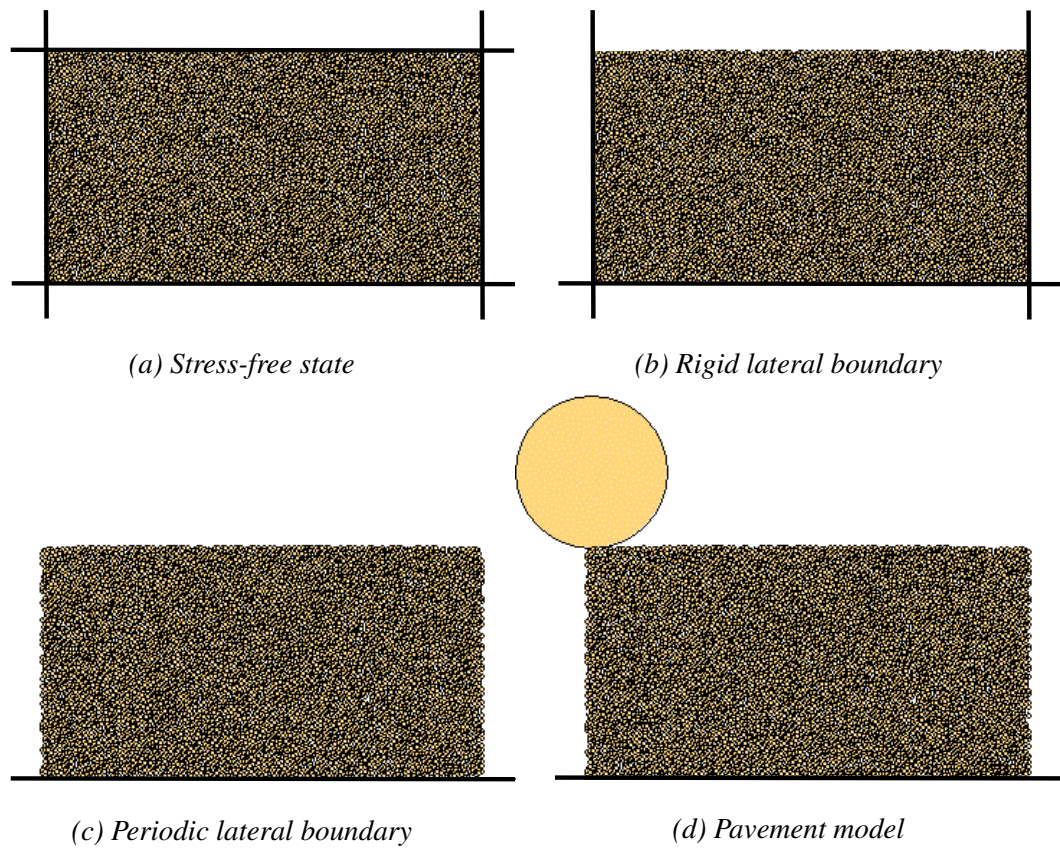 (a) Stress-free state
(b) Rigid lateral boundary
(c) Periodic lateral boundary
(d) Pavement model